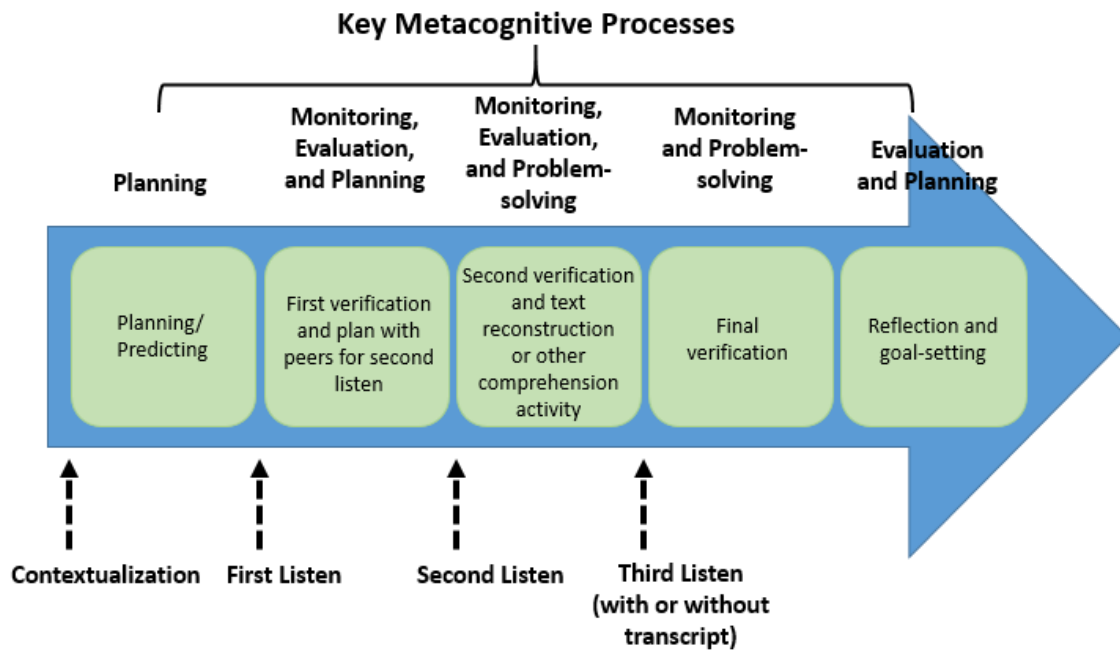 Key Metacognitive Processes
Planning
Monitoring,
Evaluation,
and Planning
Monitoring,
Evaluation,
and Problem-
solving
Monitoring
and Problem-
solving
Evaluation
and Planning
Planning/
Predicting
First verification
and plan with
peers for second
listen
Second verification
and text
reconstruction
or other
comprehension
activity
Final
verification
Reflection and
goal-setting
Contextualization
First Listen
Second Listen
Third Listen
(with or without
transcript)